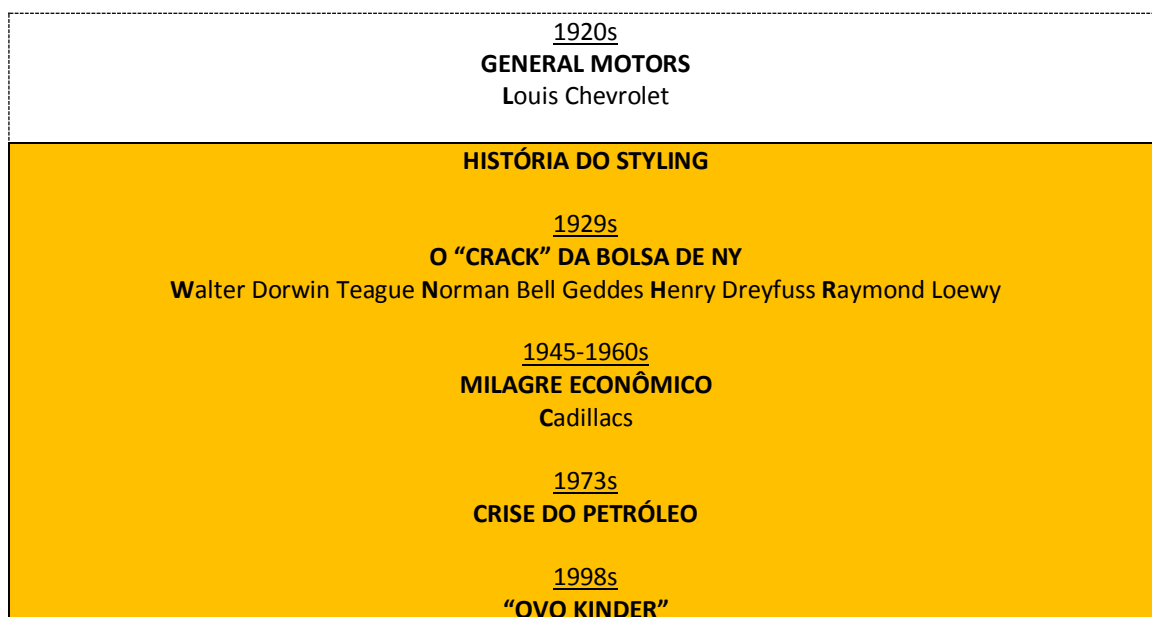 1920s
GENERAL MOTORS
Louis Chevrolet
HISTÓRIA DO STYLING
1929s
O “CRACK” DA BOLSA DE NY
Walter Dorwin Teague Norman Bell Geddes Henry Dreyfuss Raymond Loewy
1945-1960s
MILAGRE ECONÔMICO
Cadillacs
1973s
CRISE DO PETRÓLEO
1998s
“OVO KINDER”